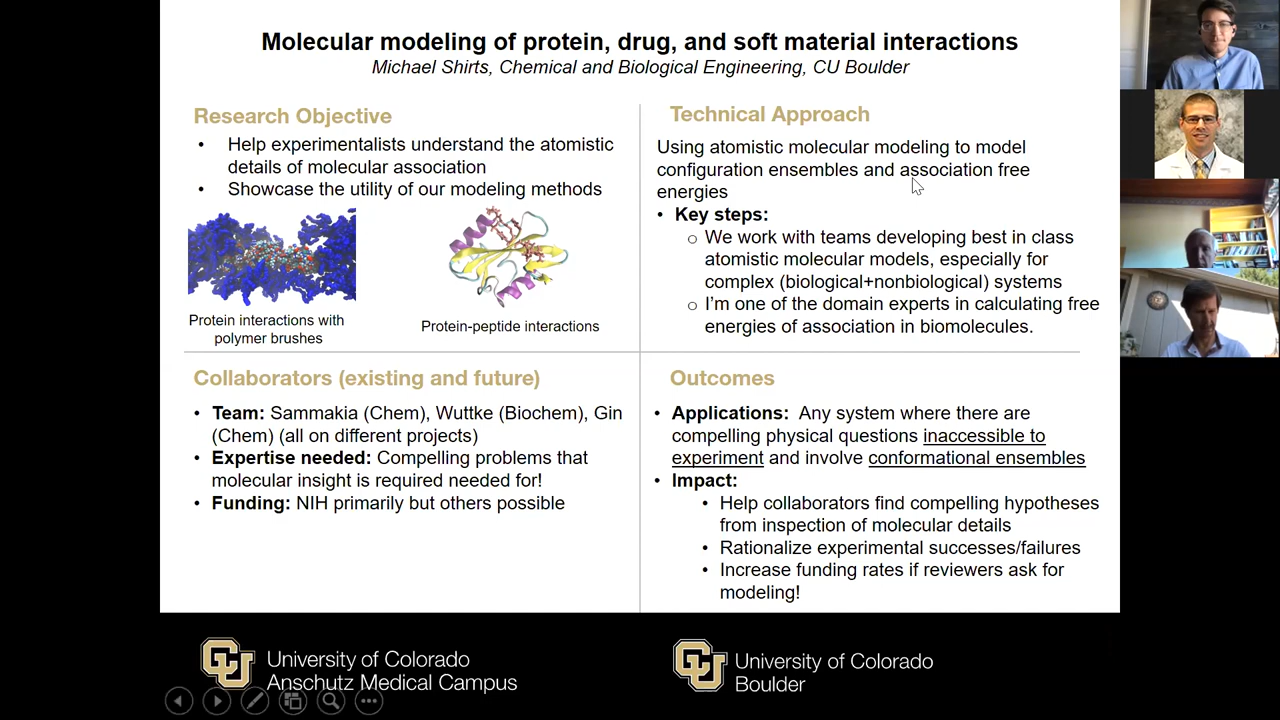 Molecular modeling of protein, drug, and soft material interactions
Michael Shirts, Chemical and Biological Engineering, CU Boulder
Research Objective
• Help experimentalists understand the atomistic
details of molecular association
• Showcase the utility of our modeling methods
Protein interactions with
polymer brushes
Protein-peptide interactions
Technical Approach
Using atomistic molecular modeling to model
configuration ensembles and association free
energies
• Key steps:
o We work with teams developing best in class
atomistic molecular models, especially for
complex (biological+nonbiological) systems
o I'm one of the domain experts in calculating free
energies of association in biomolecules.
Collaborators (existing and future)
• Team: Sammakia (Chem), Wuttke (Biochem), Gin
(Chem) (all on different projects)
• Expertise needed: Compelling problems that
molecular insight is required needed for!
• Funding: NIH primarily but others possible
Outcomes
• Applications: Any system where there are
compelling physical questions inaccessible to
experiment and involve conformational ensembles
• Impact:
• Help collaborators find compelling hypotheses
from inspection of molecular details
• Rationalize experimental successes/failures
• Increase funding rates if reviewers ask for
modeling!
CU
University of Colorado
Anschutz Medical Campus
CU
University of Colorado
Boulder